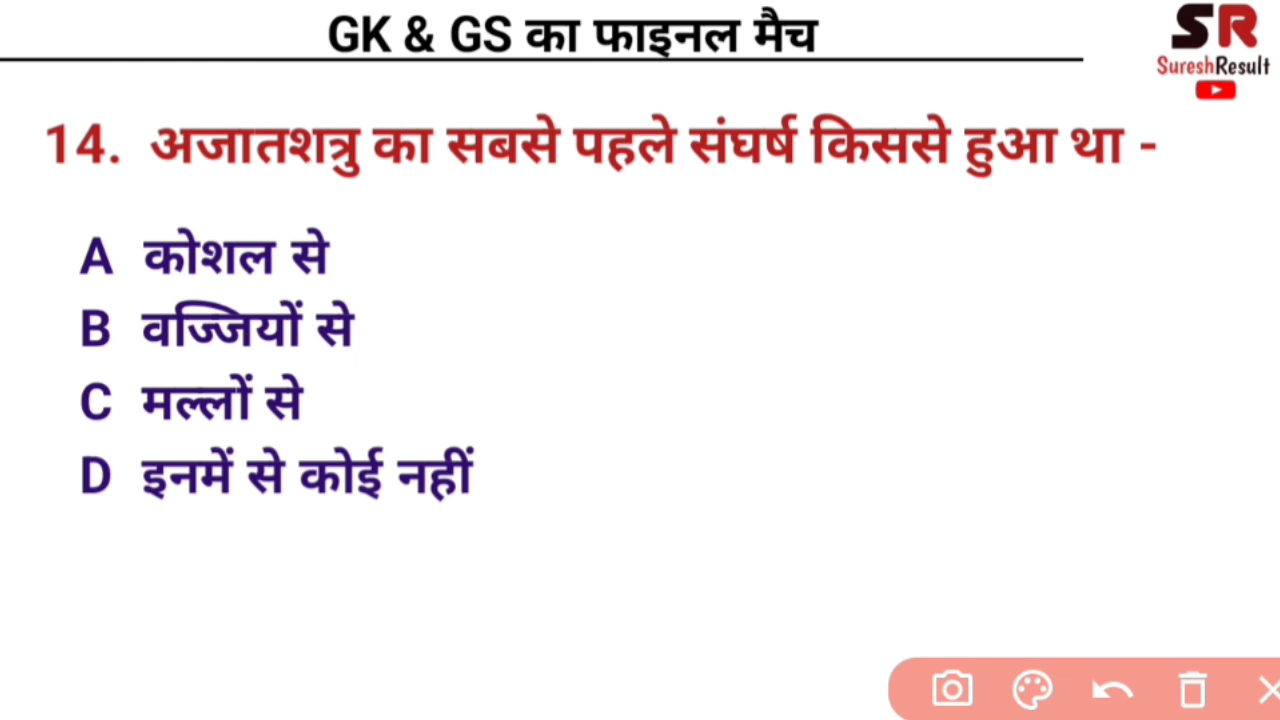 GK & GS का फाइनल मैच
SR
SureshResult
14. अजातशत्रु का सबसे पहले संघर्ष किससे हुआ था -
A कोशल से
B वज्जियों से
C मल्लों से
D इनमें से कोई नहीं